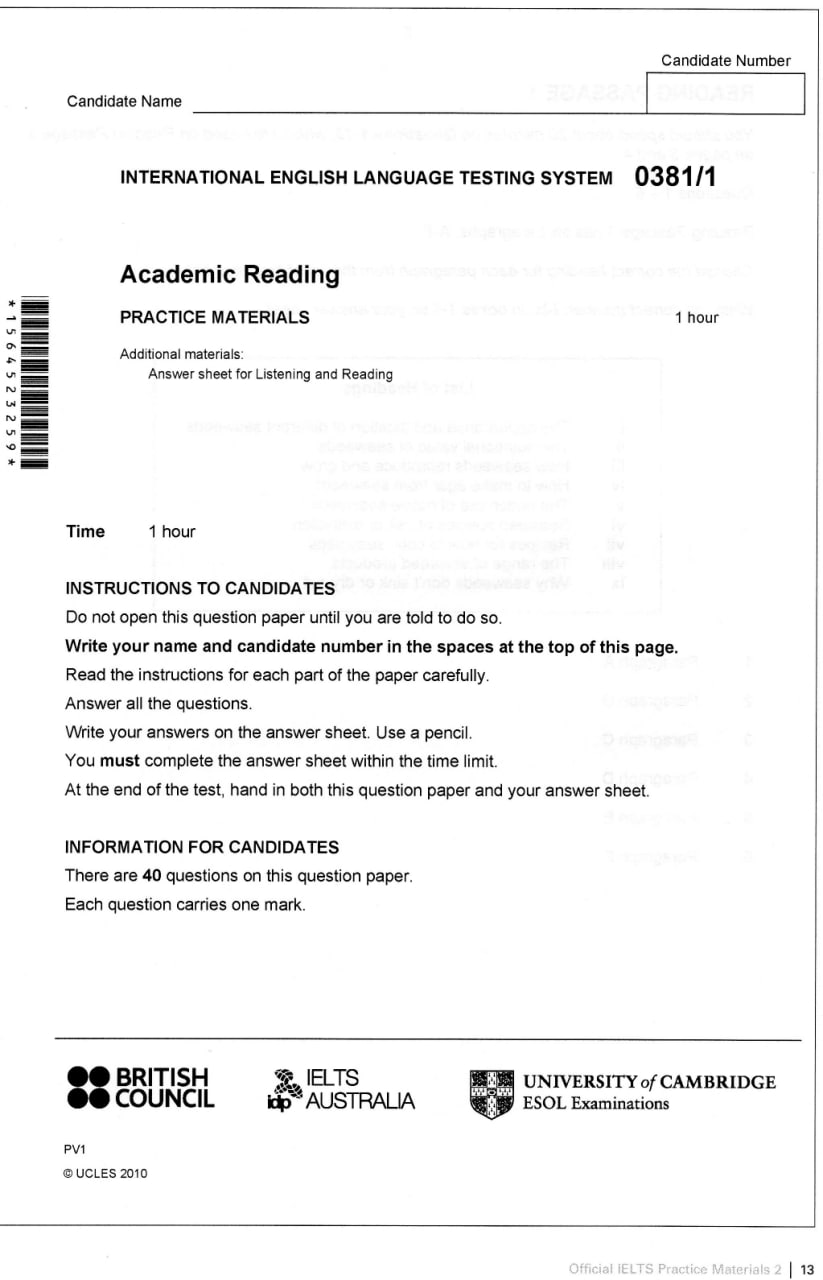 Candidate Number
Candidate Name
INTERNATIONAL ENGLISH LANGUAGE TESTING SYSTEM 0381/1
Academic Reading
PRACTICE MATERIALS 1 hour
Additional materials:
Answer sheet for Listening and Reading
*1564523259*
Time 1 hour
INSTRUCTIONS TO CANDIDATES
Do not open this question paper until you are told to do so.
Write your name and candidate number in the spaces at the top of this page.
Read the instructions for each part of the paper carefully.
Answer all the questions.
Write your answers on the answer sheet. Use a pencil.
You must complete the answer sheet within the time limit.
At the end of the test, hand in both this question paper and your answer sheet.
INFORMATION FOR CANDIDATES
There are 40 questions on this question paper.
Each question carries one mark.
BRITISH
COUNCIL
idp IELTS
AUSTRALIA
UNIVERSITY of CAMBRIDGE
ESOL Examinations
PV1
© UCLES 2010
Official IELTS Practice Materials 2 | 13